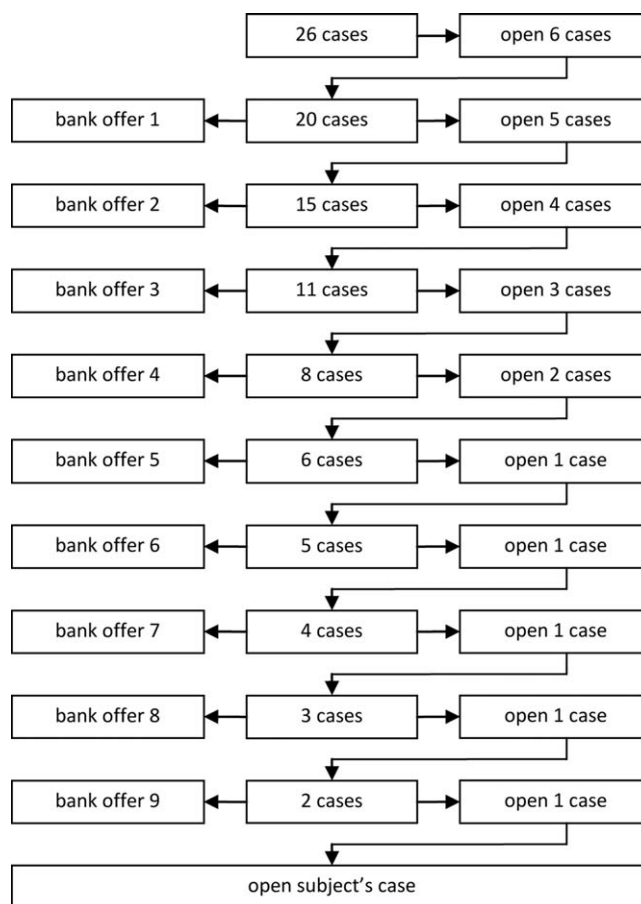 26 cases
open 6 cases
bank offer 1
20 cases
open 5 cases
bank offer 2
15 cases
open 4 cases
bank offer 3
11 cases
open 3 cases
bank offer 4
8 cases
open 2 cases
bank offer 5
6 cases
open 1 case
bank offer 6
5 cases
open 1 case
bank offer 7
4 cases
open 1 case
bank offer 8
3 cases
open 1 case
bank offer 9
2 cases
open 1 case
open subject's case